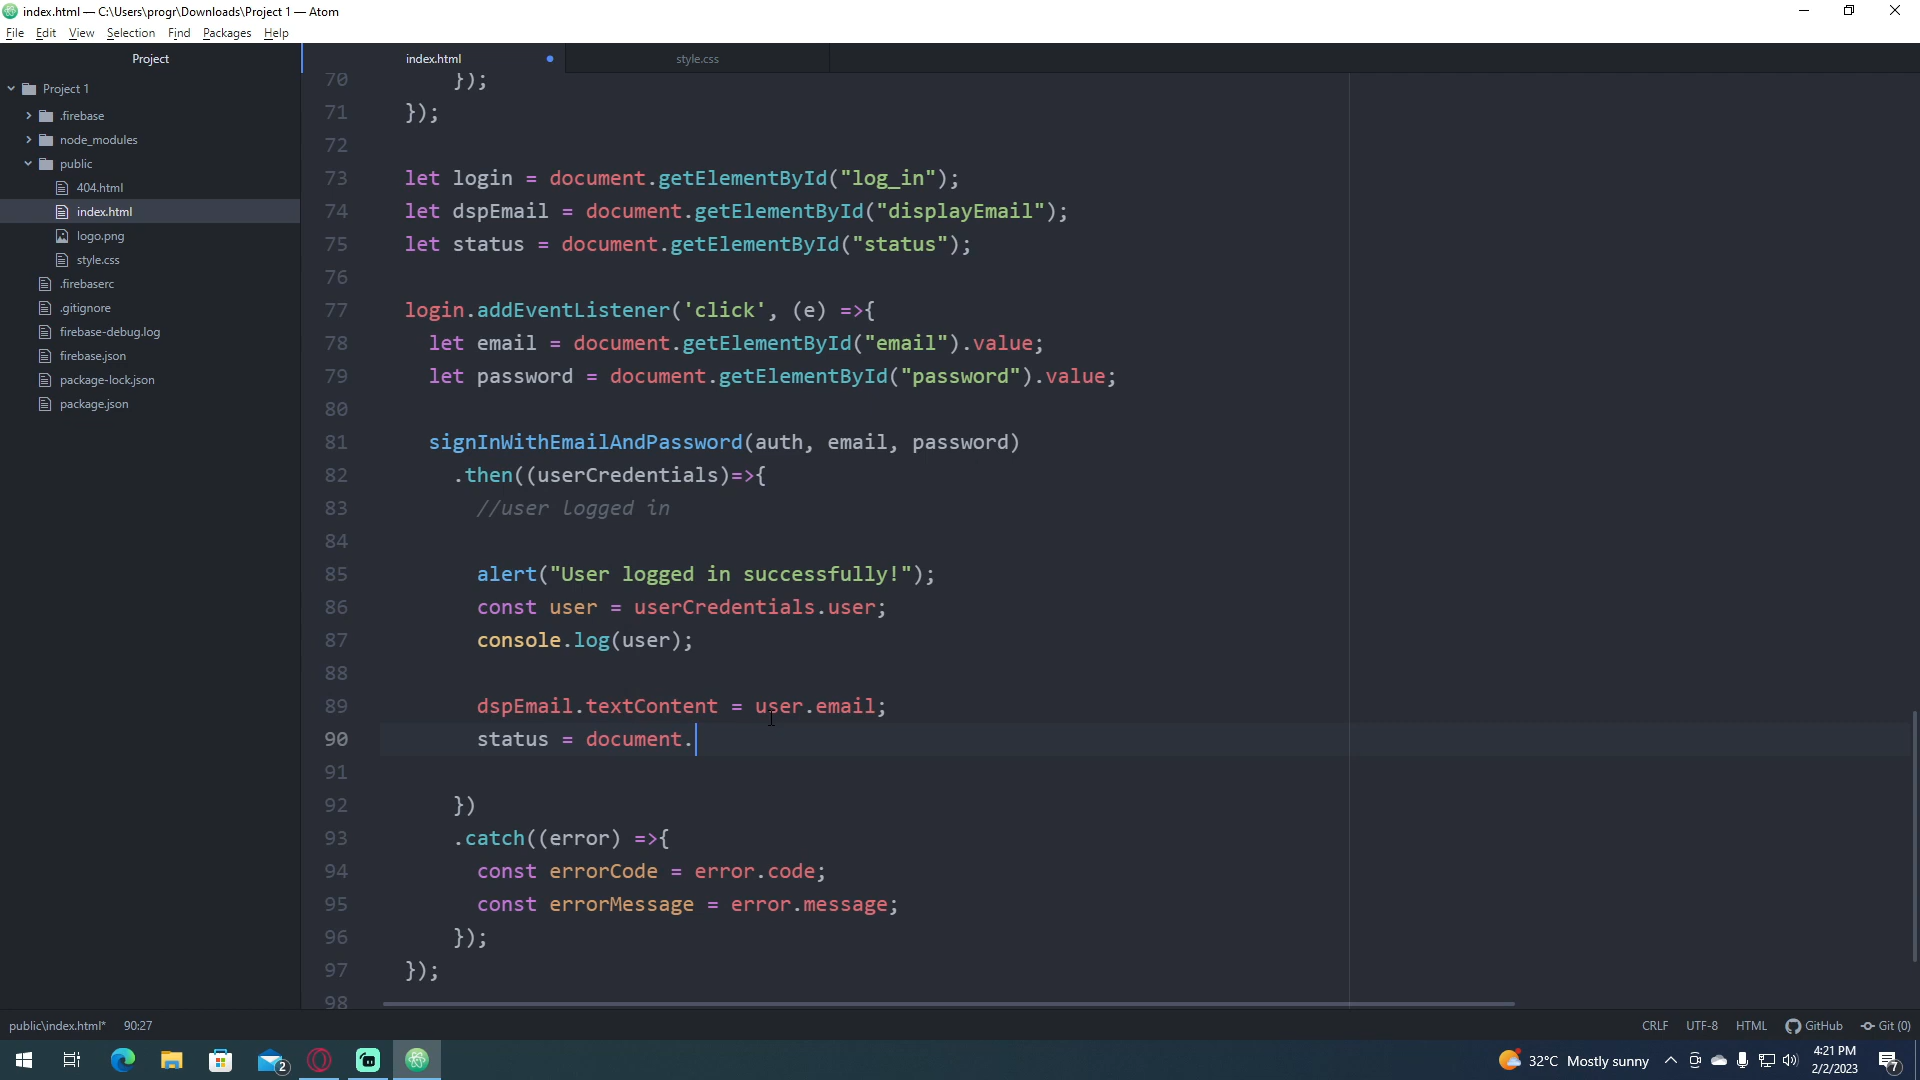 index.html — C:\Users\progr\Downloads\Project 1 — Atom
File Edit View Selection Find Packages Help
Project
index.html
style.css
Project 1
.firebase
node_modules
public
404.html
index.html
logo.png
style.css
.firebaserc
.gitignore
firebase-debug.log
firebase.json
package-lock.json
package.json
70 });
71 });
72
73 let login = document.getElementById("log_in");
74 let dspEmail = document.getElementById("displayEmail");
75 let status = document.getElementById("status");
76
77 login.addEventListener('click', (e) =>{
78 let email = document.getElementById("email").value;
79 let password = document.getElementById("password").value;
80
81 signInWithEmailAndPassword(auth, email, password)
82 .then((userCredentials)=>{
83 //user logged in
84
85 alert("User logged in successfully!");
86 const user = userCredentials.user;
87 console.log(user);
88
89 dspEmail.textContent = user.email;
90 status = document.
91
92 })
93 .catch((error) =>{
94 const errorCode = error.code;
95 const errorMessage = error.message;
96 });
97 });
98
public\index.html* 90:27
CRLF UTF-8 HTML GitHub Git (0)
2
32°C Mostly sunny
4:21 PM
2/2/2023
7